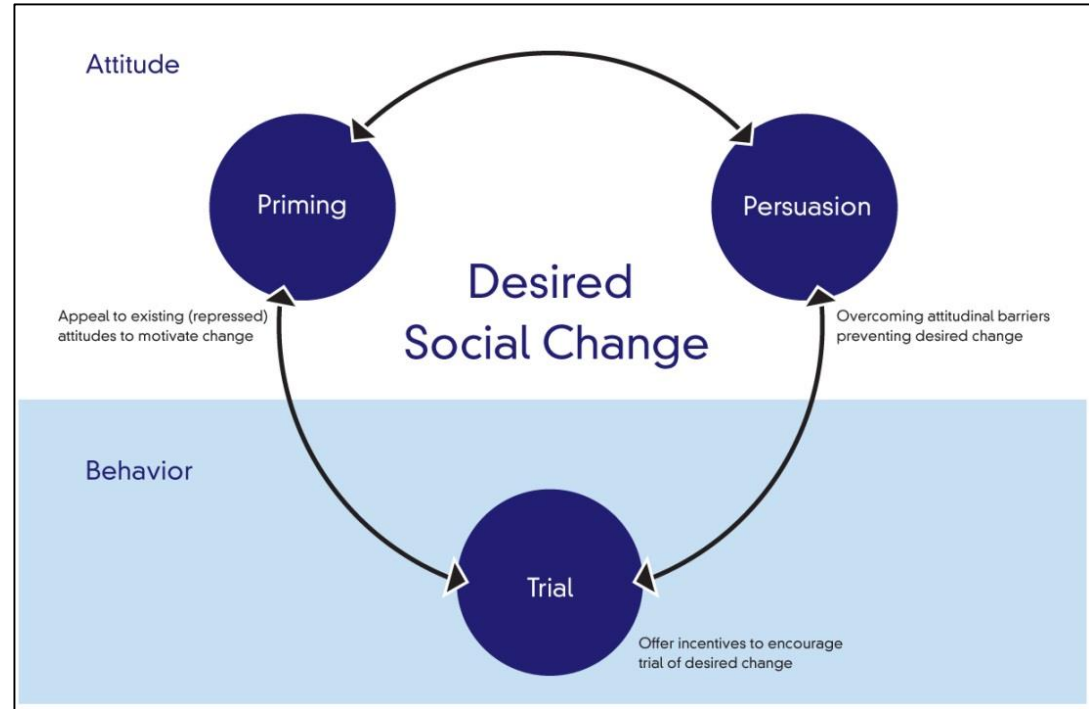 Attitude
Priming
Persuasion
Desired
Social Change
Appeal to existing (repressed)
attitudes to motivate change
Overcoming attitudinal barriers
preventing desired change
Behavior
Trial
Offer incentives to encourage
trial of desired change